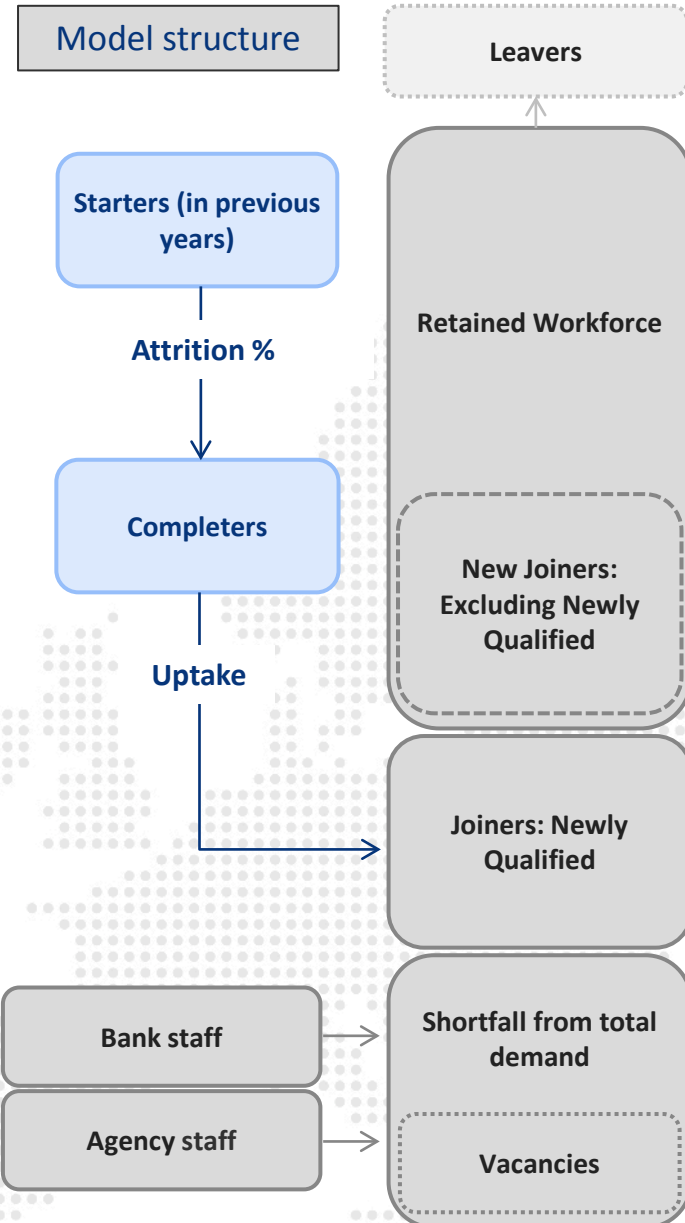 Model structure
Leavers
Starters (in previous
years)
Retained Workforce
Attrition %
Completers
New Joiners:
Excluding Newly
Qualified
Uptake
Joiners: Newly
Qualified
Bank staff
Shortfall from total
demand
Agency staff
Vacancies